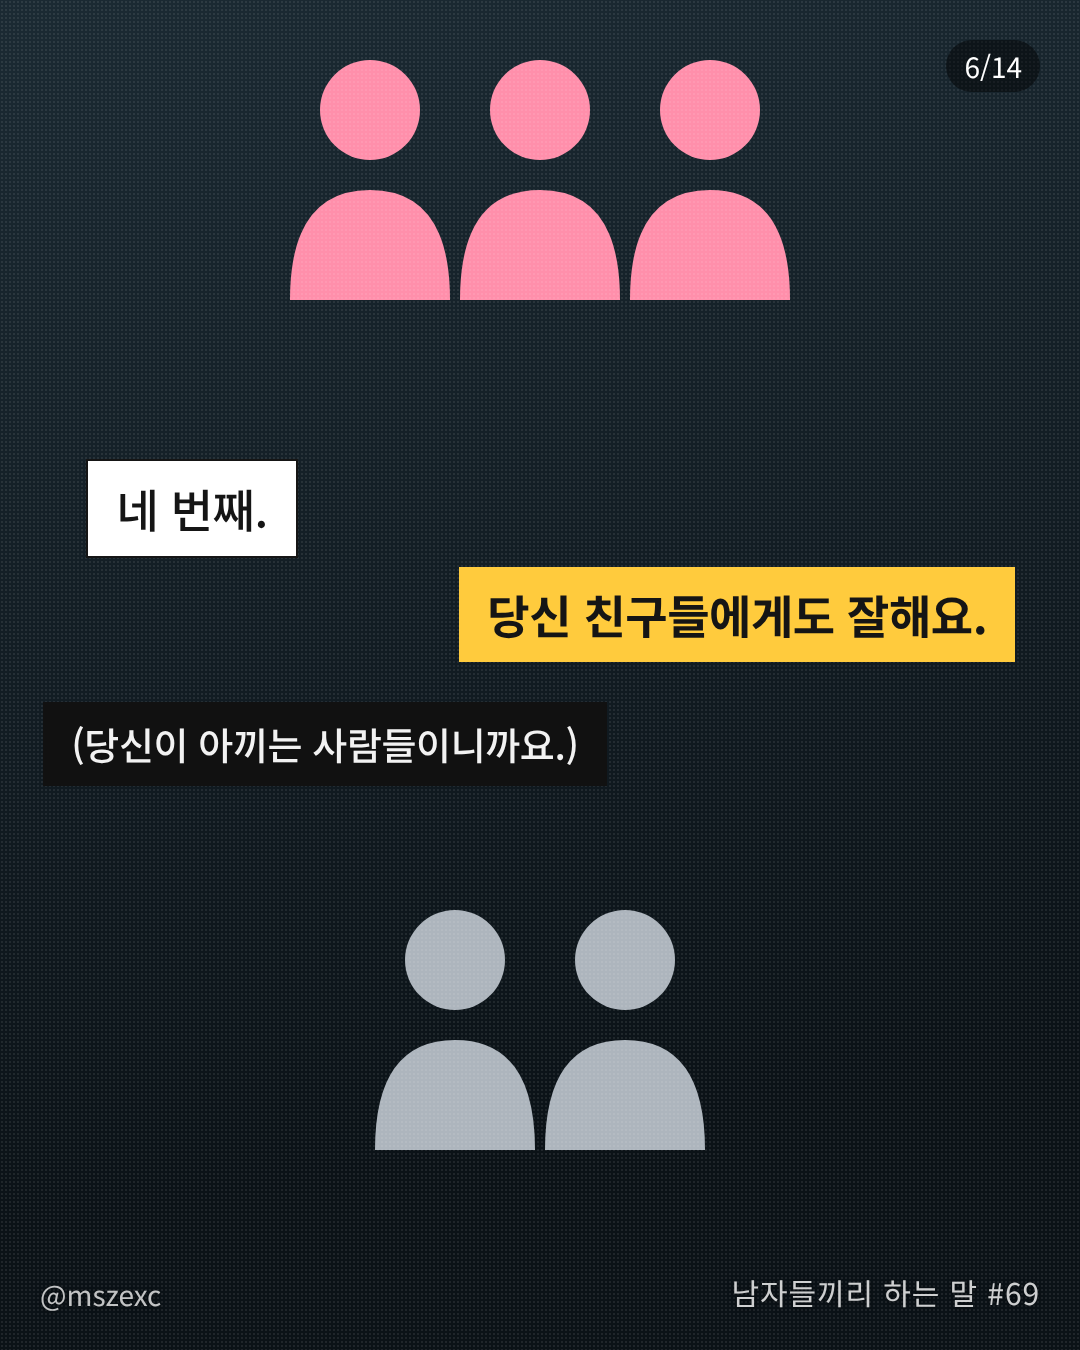 6/14
네 번째.
당신 친구들에게도 잘해요.
(당신이 아끼는 사람들이니까요.)
@mszexc
남자들끼리 하는 말 #69